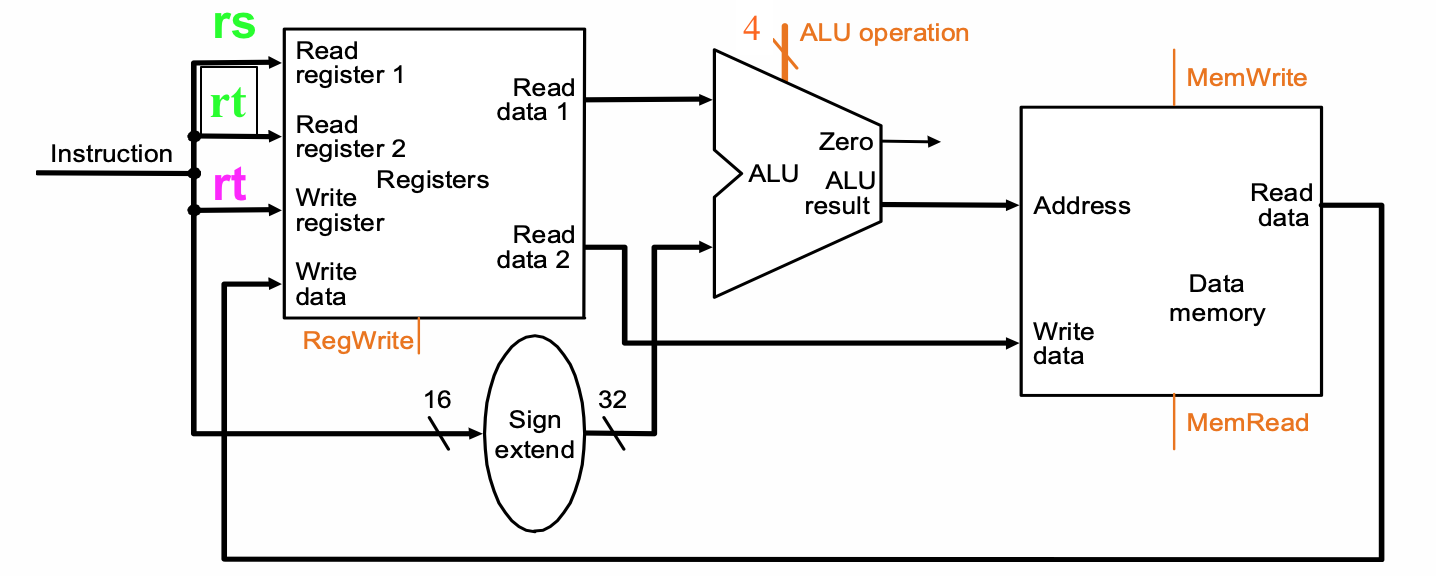 rs
Read
register 1
rt
Read
register 2
Instruction
rt
Registers
Write
register
Write
data
Read
data 1
Read
data 2
RegWrite
16
Sign
extend
32
4
ALU operation
Zero
ALU
ALU
result
MemWrite
Address
Read
data
Data
memory
Write
data
MemRead